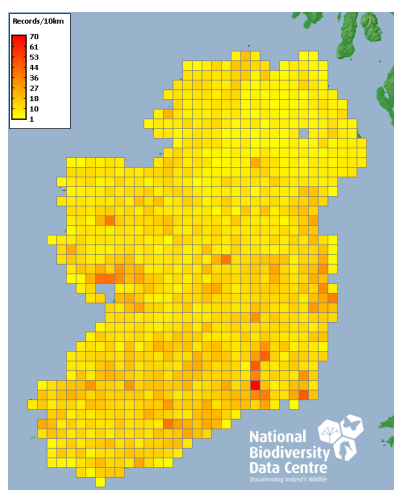 Records/10km
70
61
53
44
36
27
18
10
1
National
Biodiversity
Data Centre
Documenting Ireland's Wildlife